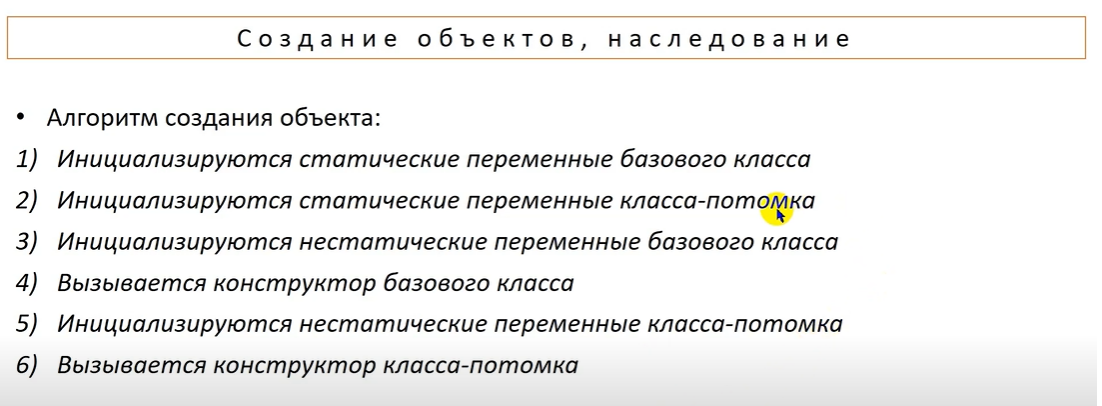 Создание объектов, наследование
• Алгоритм создания объекта:
1) Инициализируются статические переменные базового класса
2) Инициализируются статические переменные класса-потомка
3) Инициализируются нестатические переменные базового класса
4) Вызывается конструктор базового класса
5) Инициализируются нестатические переменные класса-потомка
6) Вызывается конструктор класса-потомка